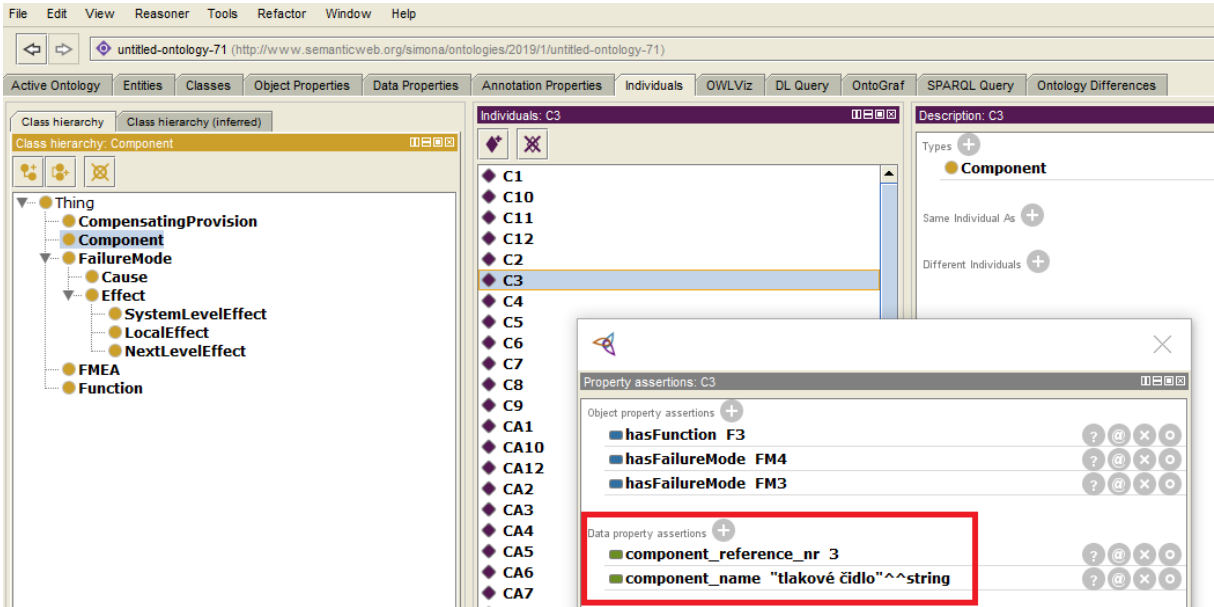 File Edit View Reasoner Tools Refactor Window Help
untitled-ontology-71 (http://www.semanticweb.org/simona/ontologies/2019/1/untitled-ontology-71)
Active Ontology Entities Classes Object Properties Data Properties Annotation Properties Individuals OWLViz DL Query OntoGraf SPARQL Query Ontology Differences
Class hierarchy Class hierarchy (inferred)
Class hierarchy: Component
Thing
CompensatingProvision
Component
FailureMode
Cause
Effect
SystemLevelEffect
LocalEffect
NextLevelEffect
FMEA
Function
Individuals: C3
C1
C10
C11
C12
C2
C3
C4
C5
C6
C7
C8
C9
CA1
CA10
CA12
CA2
CA3
CA4
CA5
CA6
CA7
Description: C3
Types
Component
Same Individual As
Different Individuals
Property assertions: C3
Object property assertions
hasFunction F3
hasFailureMode FM4
hasFailureMode FM3
Data property assertions
component_reference_nr 3
component_name "tlakové čidlo"^^string